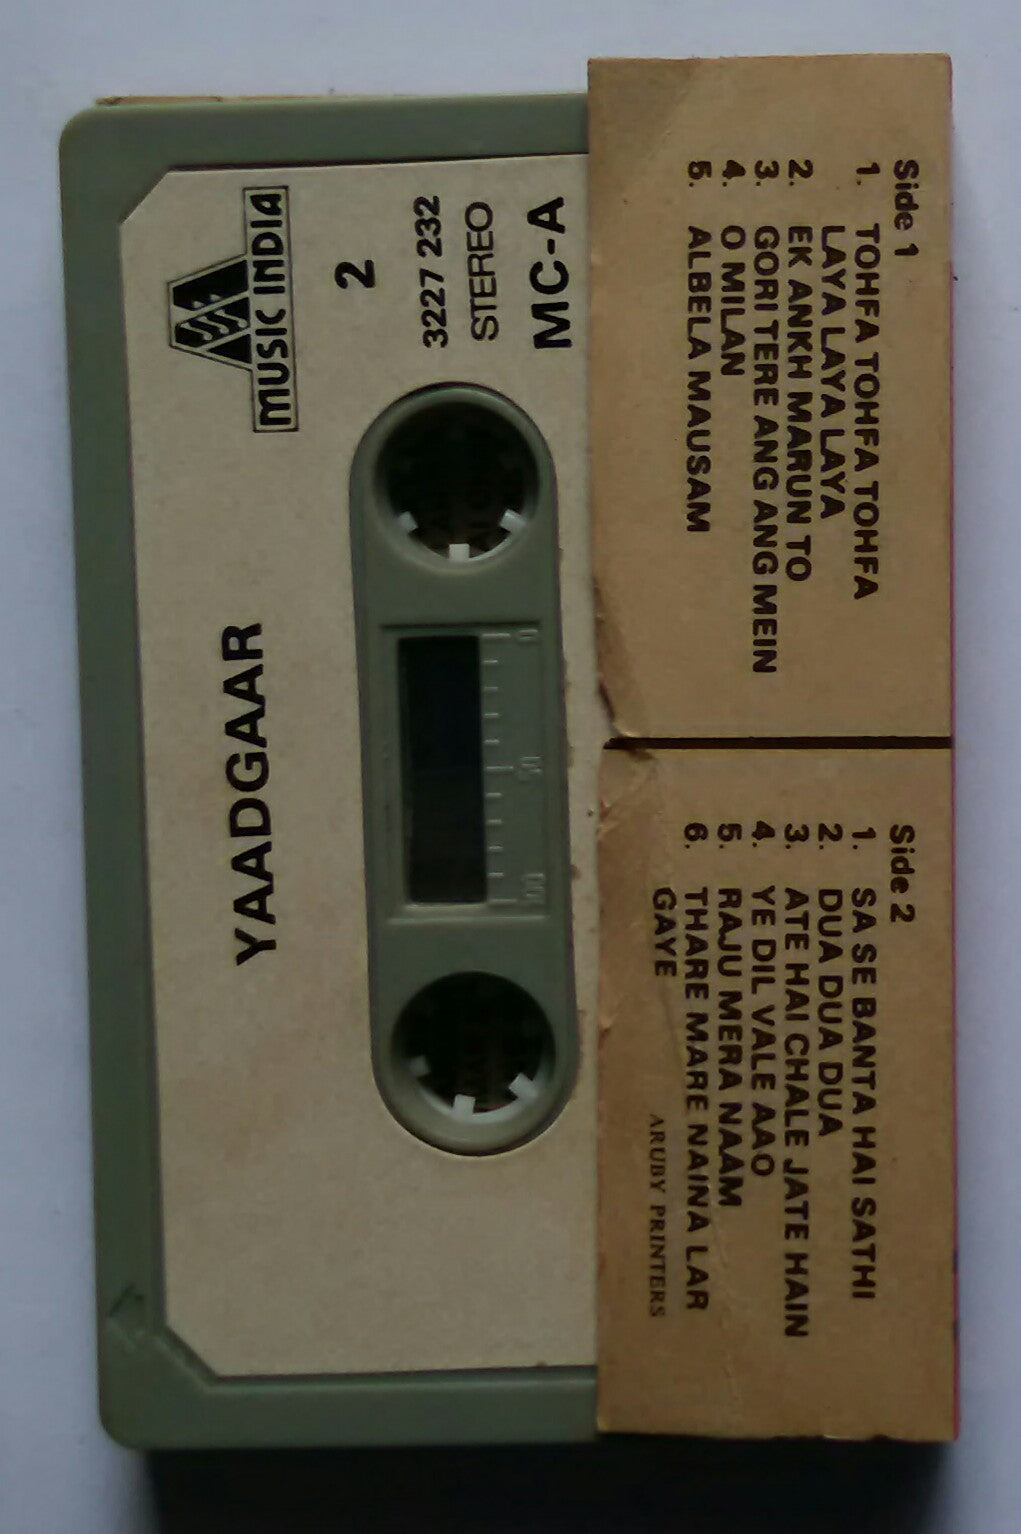 Side 1
1. TOHFA TOHFA TOHFA
LAYA LAYA LAYA
2. EK ANKH MARUN TO
3. GORI TERE ANG ANG MEIN
4. O MILAN
5. ALBELA MAUSAM
Side 2
1. SA SE BANTA HAI SATHI
2. DUA DUA DUA
3. ATE HAI CHALE JATE HAIN
4. YE DIL VALE AAO
5. RAJU MERA NAAM
6. THARE MARE NAINA LAR
GAYE
ARUBY PRINTERS
MC-A
STEREO
3227 232
2
MUSIC INDIA
YAADGAAR
0
50
100